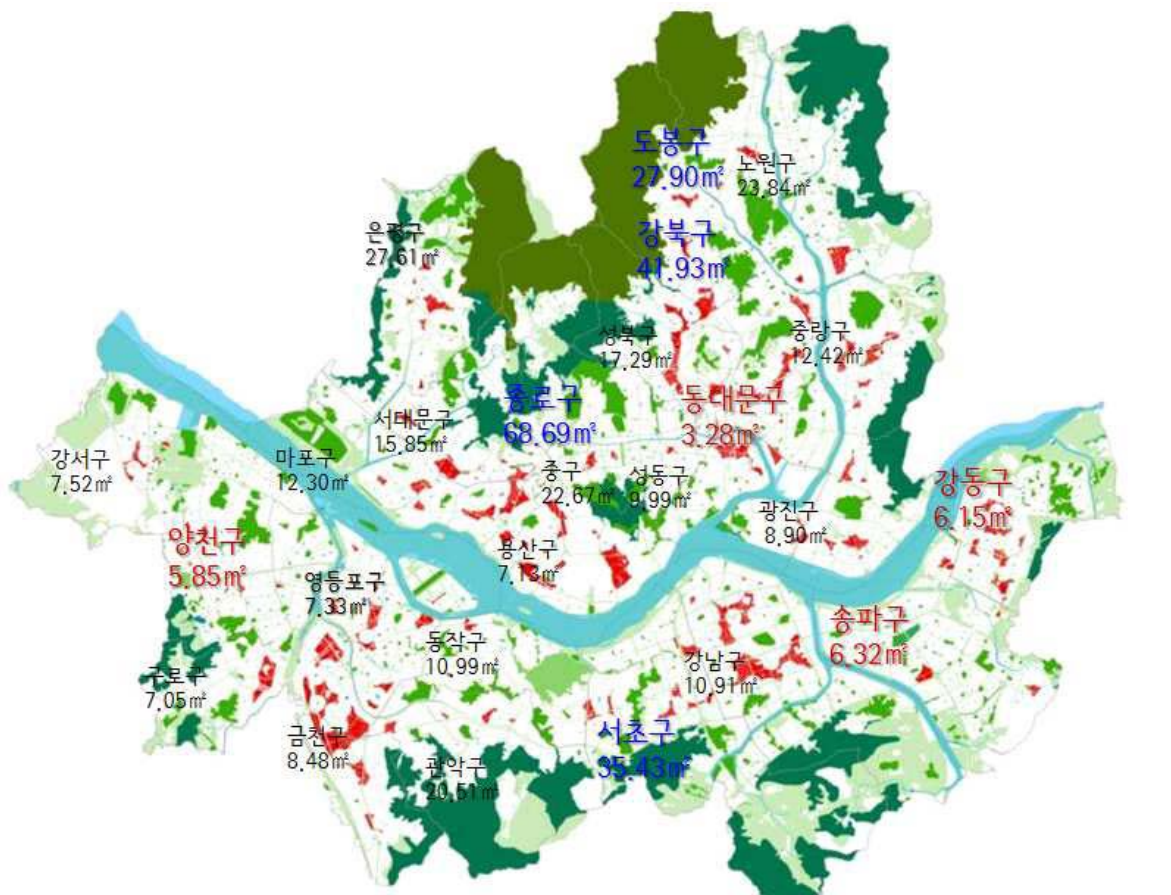 도봉구
27.90㎡
노원구
23.84㎡
은평구
27.61㎡
강북구
41.93㎡
성북구
17.29㎡
중랑구
12.42㎡
종로구
68.69㎡
동대문구
3.28㎡
서대문구
15.85㎡
강서구
7.52㎡
마포구
12.30㎡
중구
22.67㎡
성동구
9.99㎡
강동구
6.15㎡
광진구
8.90㎡
양천구
5.85㎡
용산구
7.13㎡
영등포구
7.33㎡
송파구
6.32㎡
동작구
10.99㎡
강남구
10.91㎡
구로구
7.05㎡
금천구
8.48㎡
서초구
35.43㎡
관악구
20.51㎡